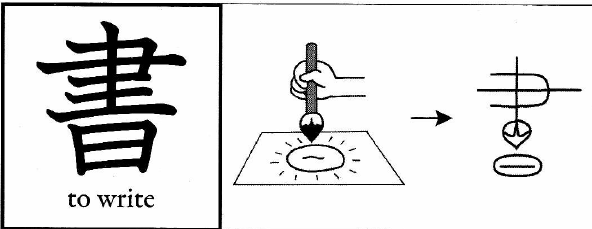 書
to write